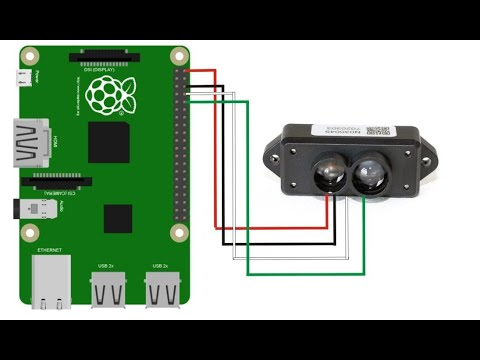 DSI (DISPLAY)
Power
HDMI
CSI (CAMERA)
Audio
ETHERNET
USB 2x
USB 2x